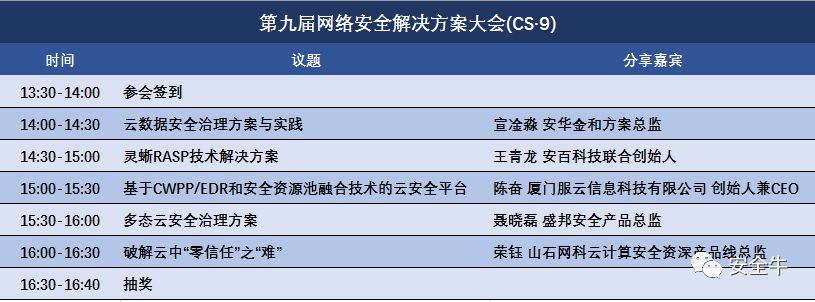 第九届网络安全解决方案大会(CS·9)
时间 议题 分享嘉宾
13:30-14:00 参会签到
14:00-14:30 云数据安全治理方案与实践 宣淦淼 安华金和方案总监
14:30-15:00 灵蜥RASP技术解决方案 王青龙 安百科技联合创始人
15:00-15:30 基于CWPP/EDR和安全资源池融合技术的云安全平台 陈奋 厦门服云信息科技有限公司 创始人兼CEO
15:30-16:00 多态云安全治理方案 聂晓磊 盛邦安全产品总监
16:00-16:30 破解云中“零信任”之“难” 荣钰 山石网科云计算安全资深产品线总监
16:30-16:40 抽奖
安全牛